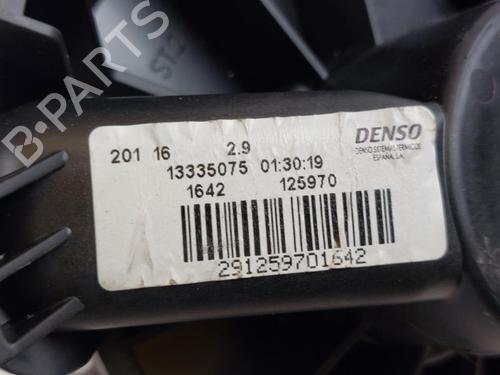 B-PARTS
201 16 2.9
DENSO
DENSO SISTEMAS TERMICOS
ESPAÑA, S.A.
13335075 01:30:19
1642 125970
291259701642